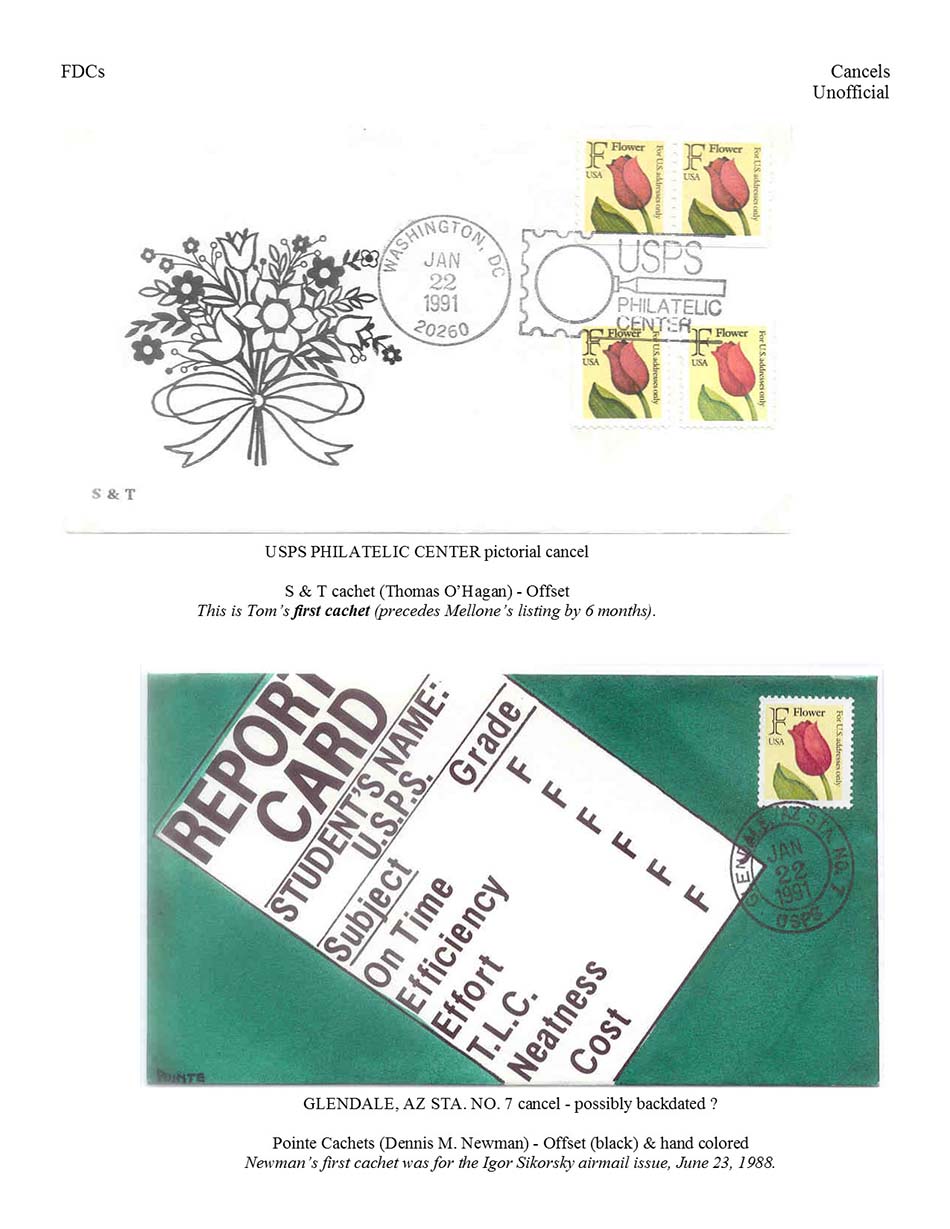 FDCs
Cancels
Unofficial
F Flower
USA
For U.S. addresses only
F Flower
USA
For U.S. addresses only
WASHINGTON, DC
JAN
22
1991
20260
USPS
PHILATELIC
CENTER
F Flower
USA
For U.S. addresses only
F Flower
USA
For U.S. addresses only
S & T
USPS PHILATELIC CENTER pictorial cancel
S & T cachet (Thomas O’Hagan) - Offset
This is Tom’s first cachet (precedes Mellone’s listing by 6 months).
REPORT
CARD
STUDENT'S NAME:
U.S.P.S.
Subject Grade
On Time F
Efficiency F
Effort F
T.L.C. F
Neatness F
Cost F
F Flower
USA
For U.S. addresses only
GLENDALE, AZ STA. NO. 7
JAN
22
1991
USPS
POINTE
GLENDALE, AZ STA. NO. 7 cancel - possibly backdated ?
Pointe Cachets (Dennis M. Newman) - Offset (black) & hand colored
Newman’s first cachet was for the Igor Sikorsky airmail issue, June 23, 1988.